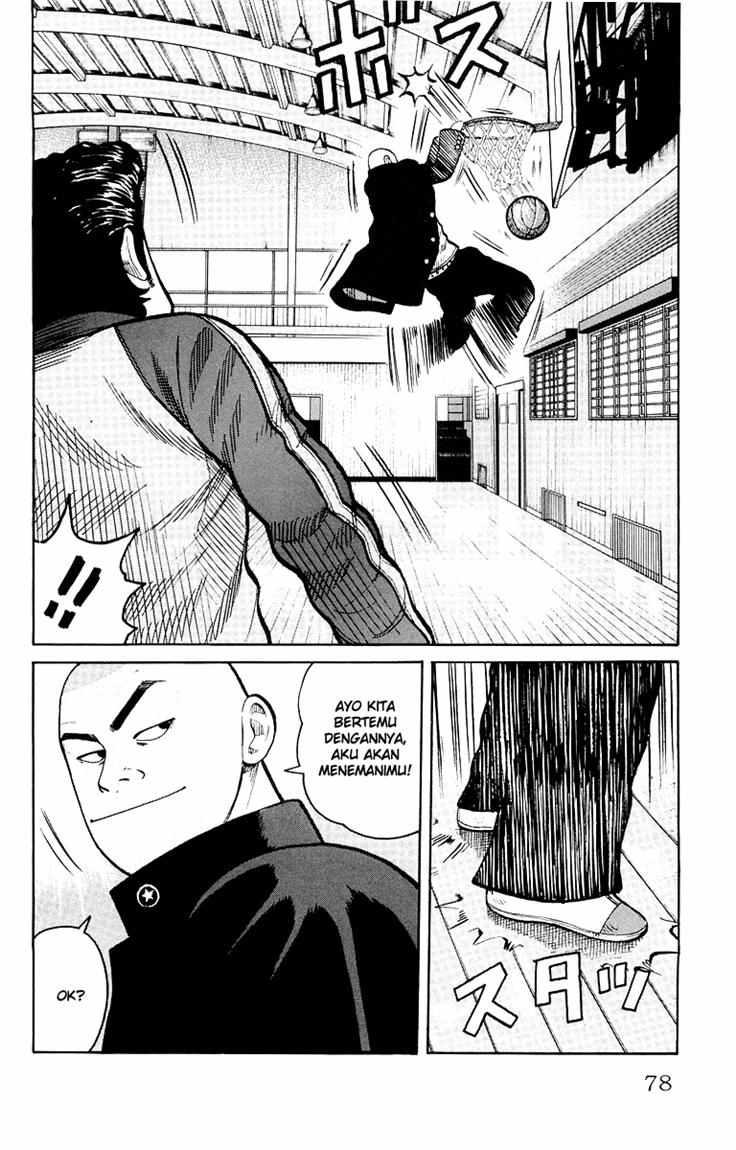 ボス
!!
AYO KITA
BERTEMU
DENGANNYA,
AKU AKAN
MENEMANIMU!
OK?
スタッ
78